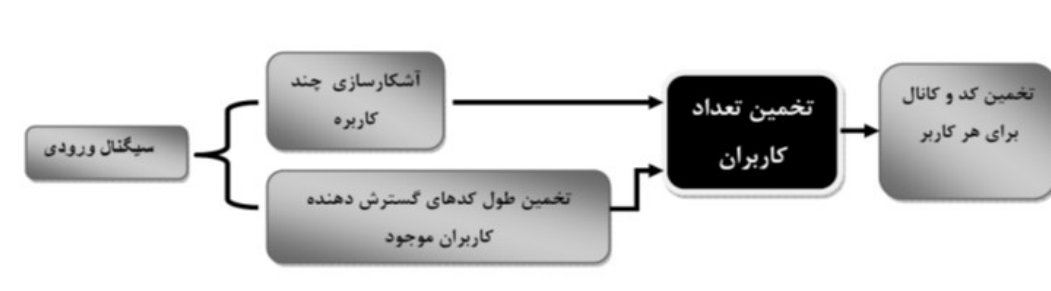 سیگنال ورودی
آشکارسازی چند
کاربره
تخمین طول کدهای گسترش دهنده
کاربران موجود
تخمین تعداد
کاربران
تخمین کد و کانال
برای هر کاربر